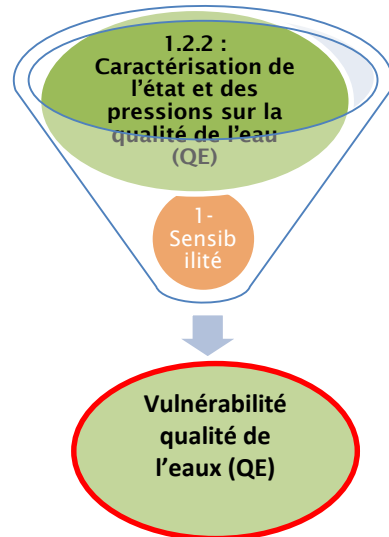 1.2.2 :
Caractérisation de
l'état et des
pressions sur la
qualité de l'eau
(QE)
1-
Sensib
ilité
Vulnérabilité
qualité de
l'eaux (QE)